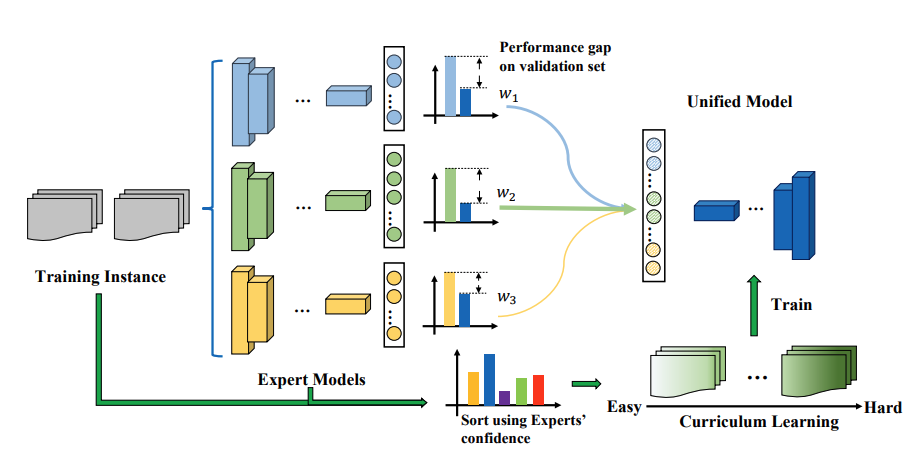 Performance gap
on validation set
w₁
Unified Model
w₂
Training Instance
w₃
Train
Expert Models
Easy
Hard
Sort using Experts’
confidence
Curriculum Learning